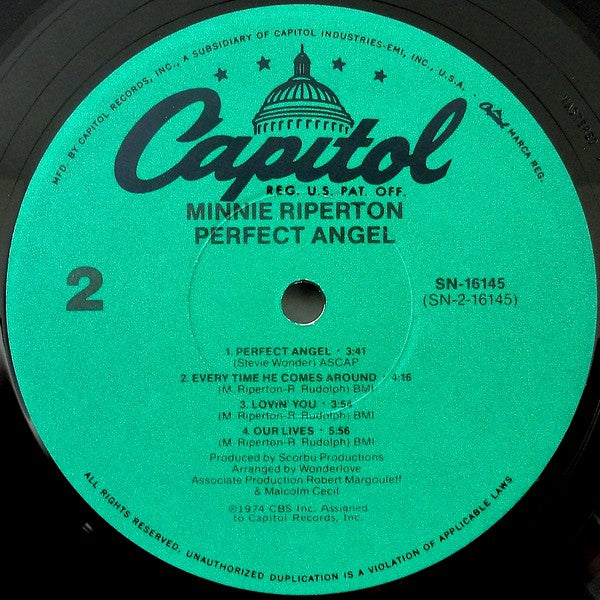 MFD. BY CAPITOL RECORDS, INC., A SUBSIDIARY OF CAPITOL INDUSTRIES-EMI, INC., U.S.A. · Capitol MARCA REG.
Capitol
REG. U.S. PAT. OFF.
MINNIE RIPERTON
PERFECT ANGEL
2
SN-16145
(SN-2-16145)
1. PERFECT ANGEL · 3:41
(Stevie Wonder) ASCAP
2. EVERY TIME HE COMES AROUND · 4:16
(M. Riperton-R. Rudolph) BMI
3. LOVIN' YOU · 3:54
(M. Riperton-R. Rudolph) BMI
4. OUR LIVES · 5:56
(M. Riperton-R. Rudolph) BMI
Produced by Scorbu Productions
Arranged by Wonderlove
Associate Production Robert Margouleff
& Malcolm Cecil
℗1974 CBS Inc. Assigned
to Capitol Records, Inc.
ALL RIGHTS RESERVED. UNAUTHORIZED DUPLICATION IS A VIOLATION OF APPLICABLE LAWS
MASTERED